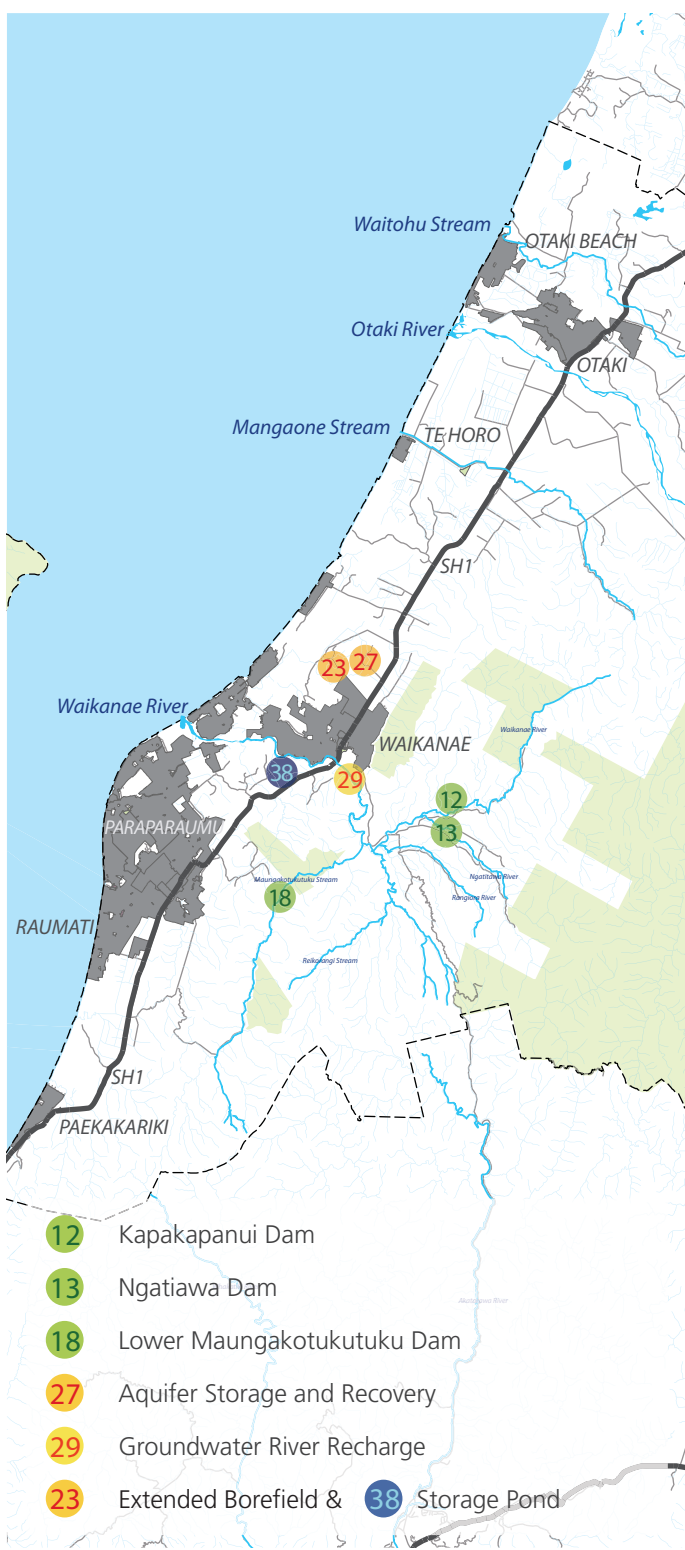 Waitohu Stream
OTAKI BEACH
Otaki River
OTAKI
Mangaone Stream
TE HORO
SH1
23
27
Waikanae River
WAIKANAE
Waikanae River
38
29
12
PARAPARAUMU
13
Maungakotukutuku Stream
Ngatitawa River
18
Rangiora River
RAUMATI
Reikorangi Stream
SH1
PAEKAKARIKI
12 Kapakapanui Dam
13 Ngatiawa Dam
Akatarawa River
18 Lower Maungakotukutuku Dam
27 Aquifer Storage and Recovery
29 Groundwater River Recharge
23 Extended Borefield & 38 Storage Pond